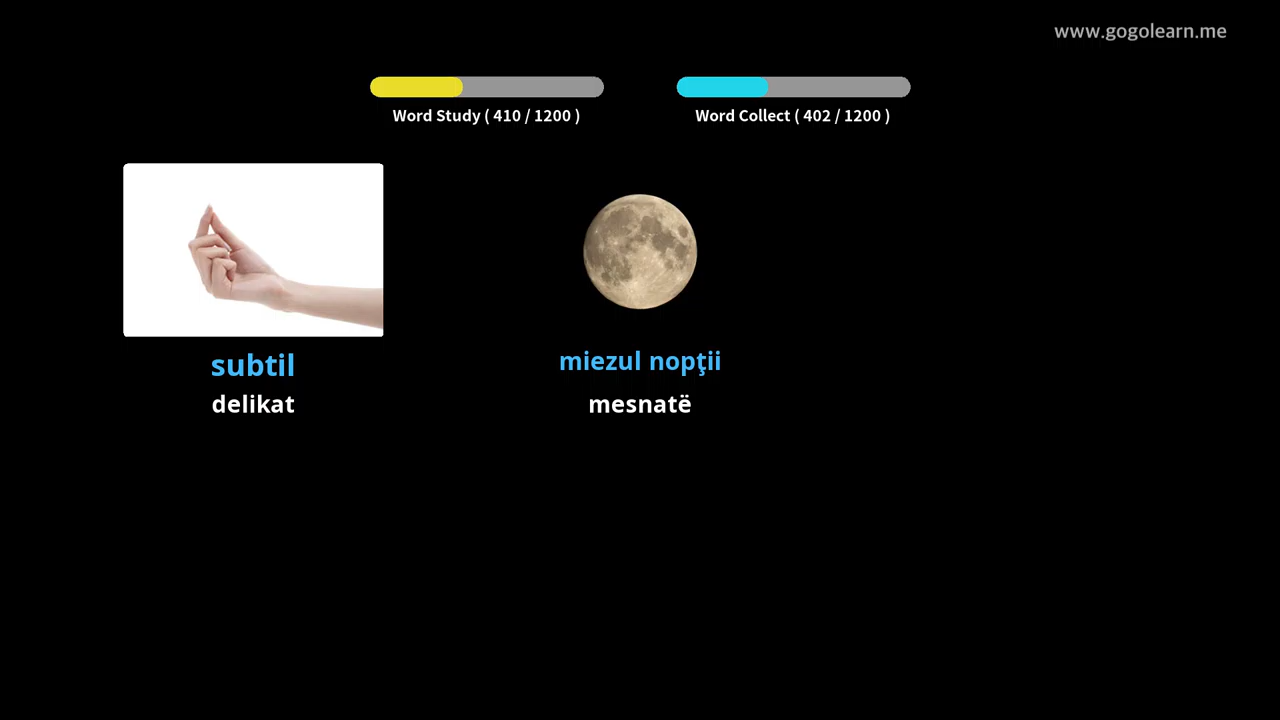 www.gogolearn.me
Word Study ( 410 / 1200 )
Word Collect ( 402 / 1200 )
subtil
delikat
miezul nopţii
mesnatë